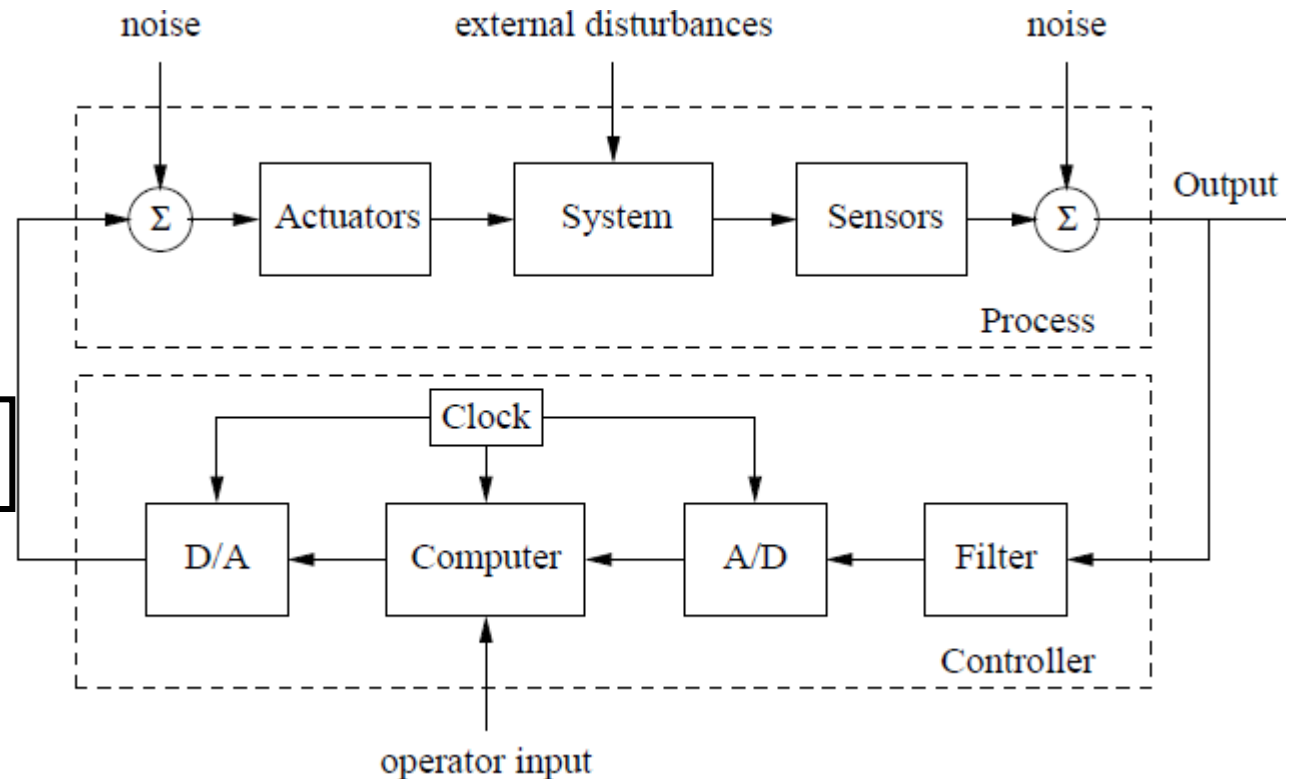 noise
external disturbances
noise
Output
Σ
Actuators
System
Sensors
Σ
Process
Clock
D/A
Computer
A/D
Filter
Controller
operator input